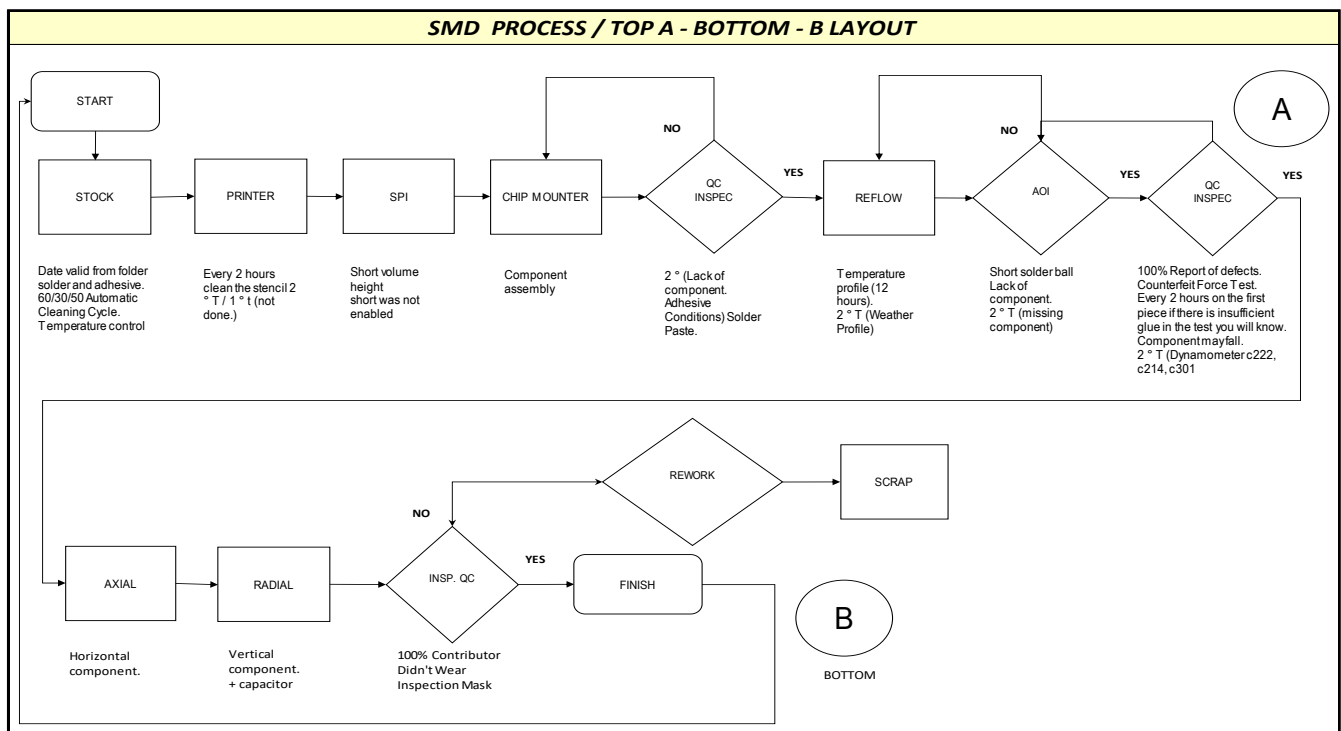 SMD PROCESS / TOP A - BOTTOM - B LAYOUT
START
A
NO
NO
YES
YES
YES
STOCK
PRINTER
SPI
CHIP MOUNTER
QC
INSPEC
REFLOW
AOI
QC
INSPEC
Date valid from folder
solder and adhesive.
60/30/50 Automatic
Cleaning Cycle.
Temperature control
Every 2 hours
clean the stencil 2
° T / 1 ° t (not
done.)
Short volume
height
short was not
enabled
Component
assembly
2 ° (Lack of
component.
Adhesive
Conditions) Solder
Paste.
Temperature
profile (12
hours).
2 ° T (Weather
Profile)
Short solder ball
Lack of
component.
2 ° T (missing
component)
100% Report of defects.
Counterfeit Force Test.
Every 2 hours on the first
piece if there is insufficient
glue in the test you will know.
Component may fall.
2 ° T (Dynamometer c222,
c214, c301
REWORK
SCRAP
NO
YES
AXIAL
RADIAL
INSP. QC
FINISH
B
Horizontal
component.
Vertical
component.
+ capacitor
100% Contributor
Didn't Wear
Inspection Mask
BOTTOM